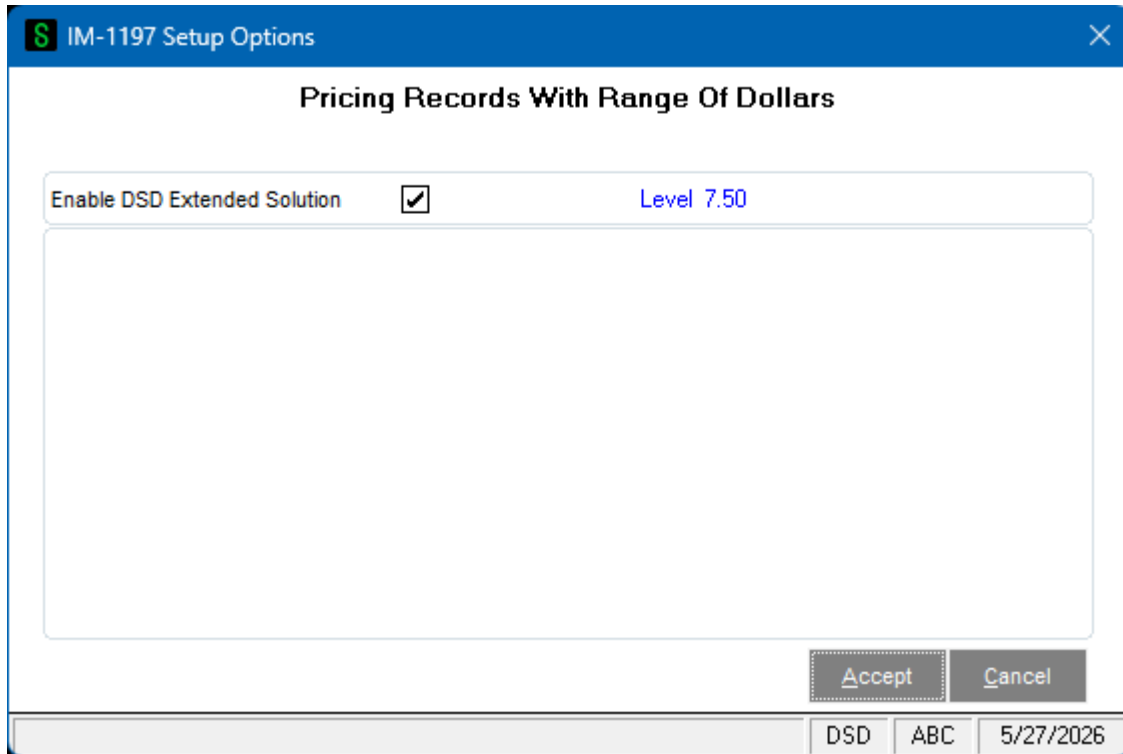 S IM-1197 Setup Options
Pricing Records With Range Of Dollars
Enable DSD Extended Solution Level 7.50
Accept Cancel
DSD ABC 5/27/2026